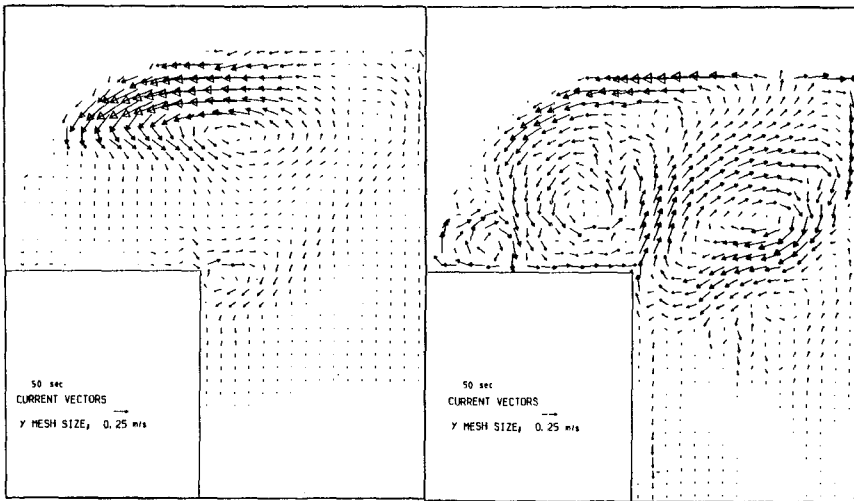 50 sec
CURRENT VECTORS
Y MESH SIZE, 0.25 m/s
50 sec
CURRENT VECTORS
Y MESH SIZE, 0.25 m/s